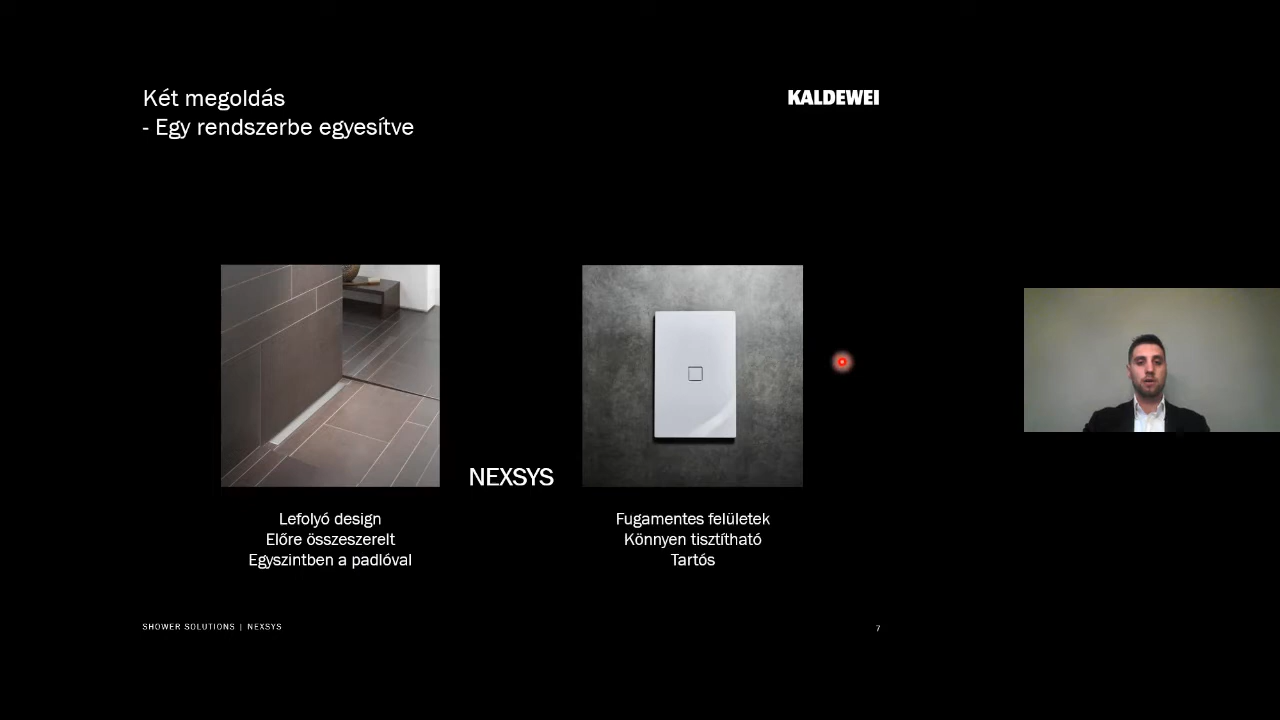 Két megoldás
- Egy rendszerbe egyesítve
KALDEWEI
NEXSYS
Lefolyó design
Előre összeszerelt
Egyszintben a padlóval
Fugamentes felületek
Könnyen tisztítható
Tartós
SHOWER SOLUTIONS | NEXSYS
7